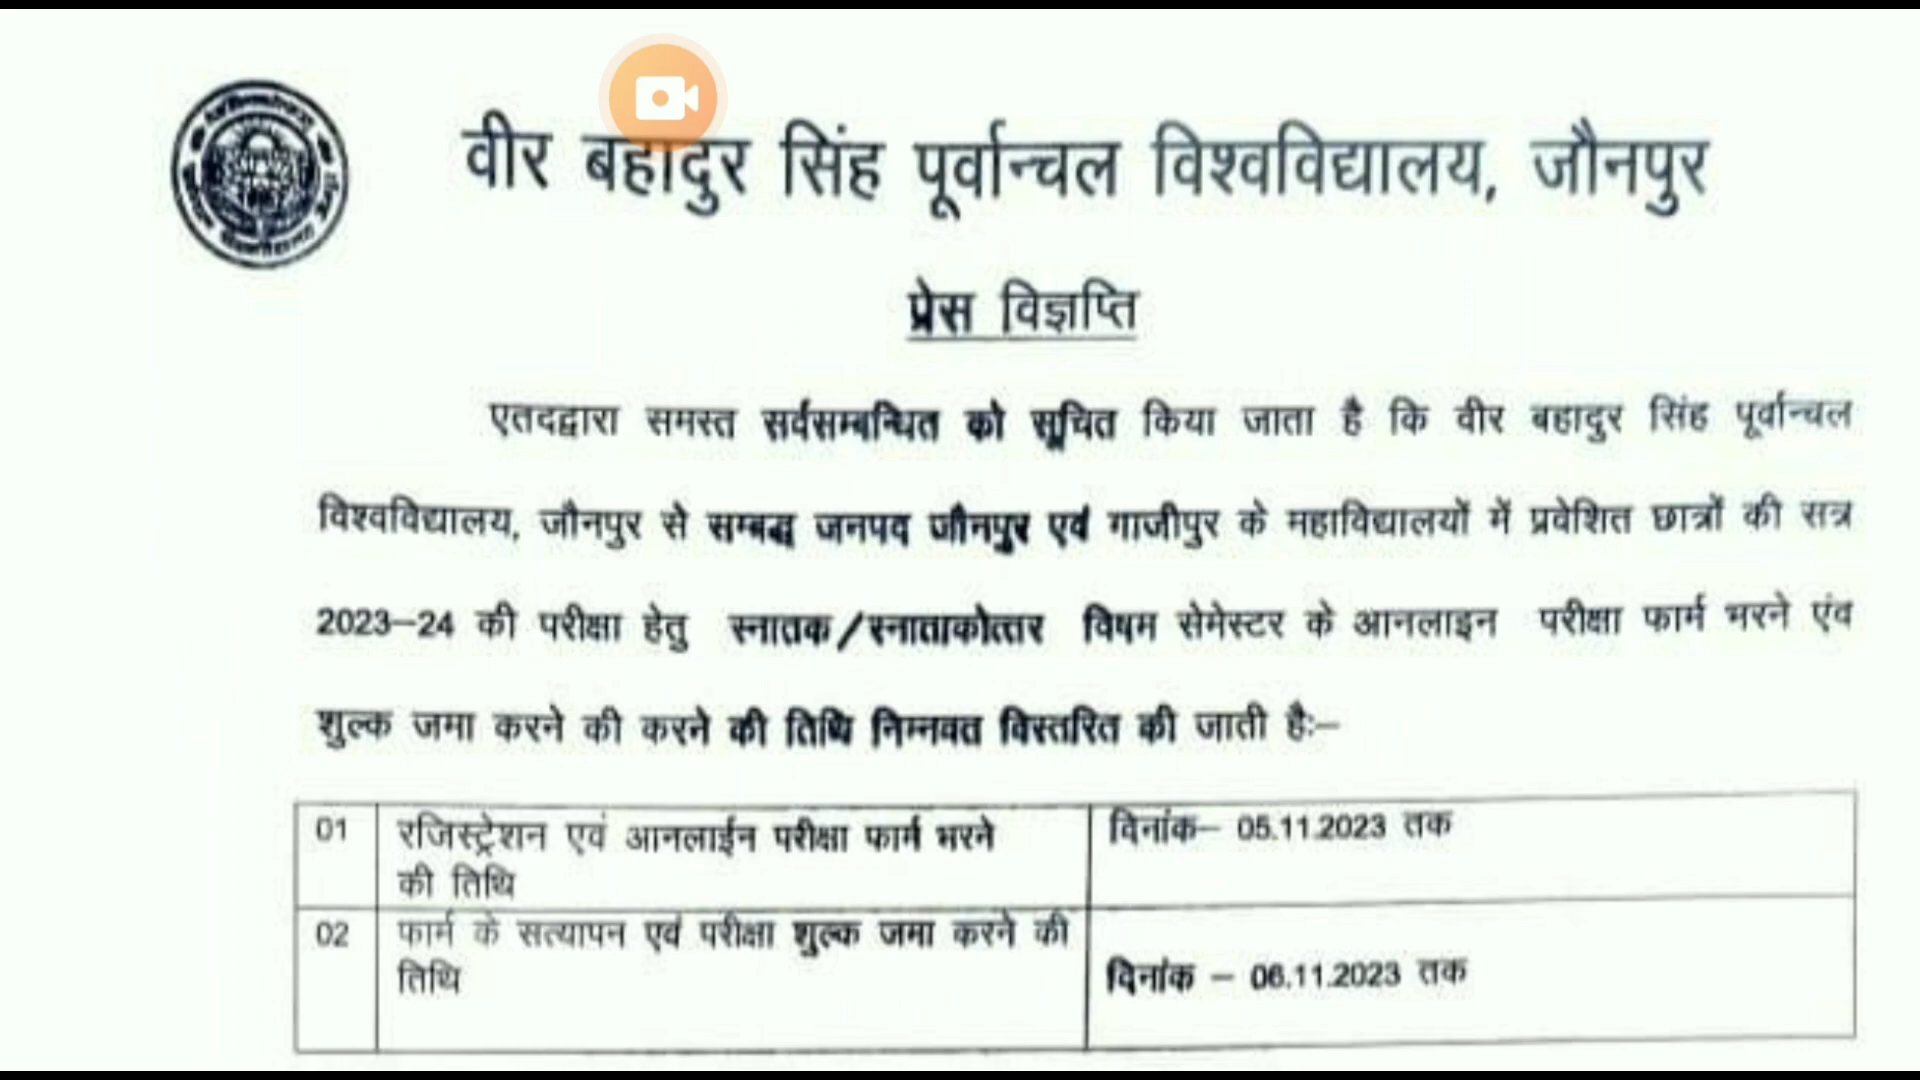 वीर बहादुर सिंह पूर्वान्चल विश्वविद्यालय, जौनपुर
प्रेस विज्ञप्ति
एतदद्वारा समस्त सर्वसम्बन्धित को सूचित किया जाता है कि वीर बहादुर सिंह पूर्वान्चल
विश्वविद्यालय, जौनपुर से सम्बद्ध जनपद जौनपुर एवं गाजीपुर के महाविद्यालयों में प्रवेशित छात्रों की सत्र
2023–24 की परीक्षा हेतु स्नातक/स्नाताकोत्तर विषम सेमेस्टर के आनलाइन परीक्षा फार्म भरने एंव
शुल्क जमा करने की करने की तिथि निम्नवत विस्तरित की जाती हैः–
01 रजिस्ट्रेशन एवं आनलाईन परीक्षा फार्म भरने दिनांक– 05.11.2023 तक
की तिथि
02 फार्म के सत्यापन एवं परीक्षा शुल्क जमा करने की
तिथि दिनांक – 06.11.2023 तक